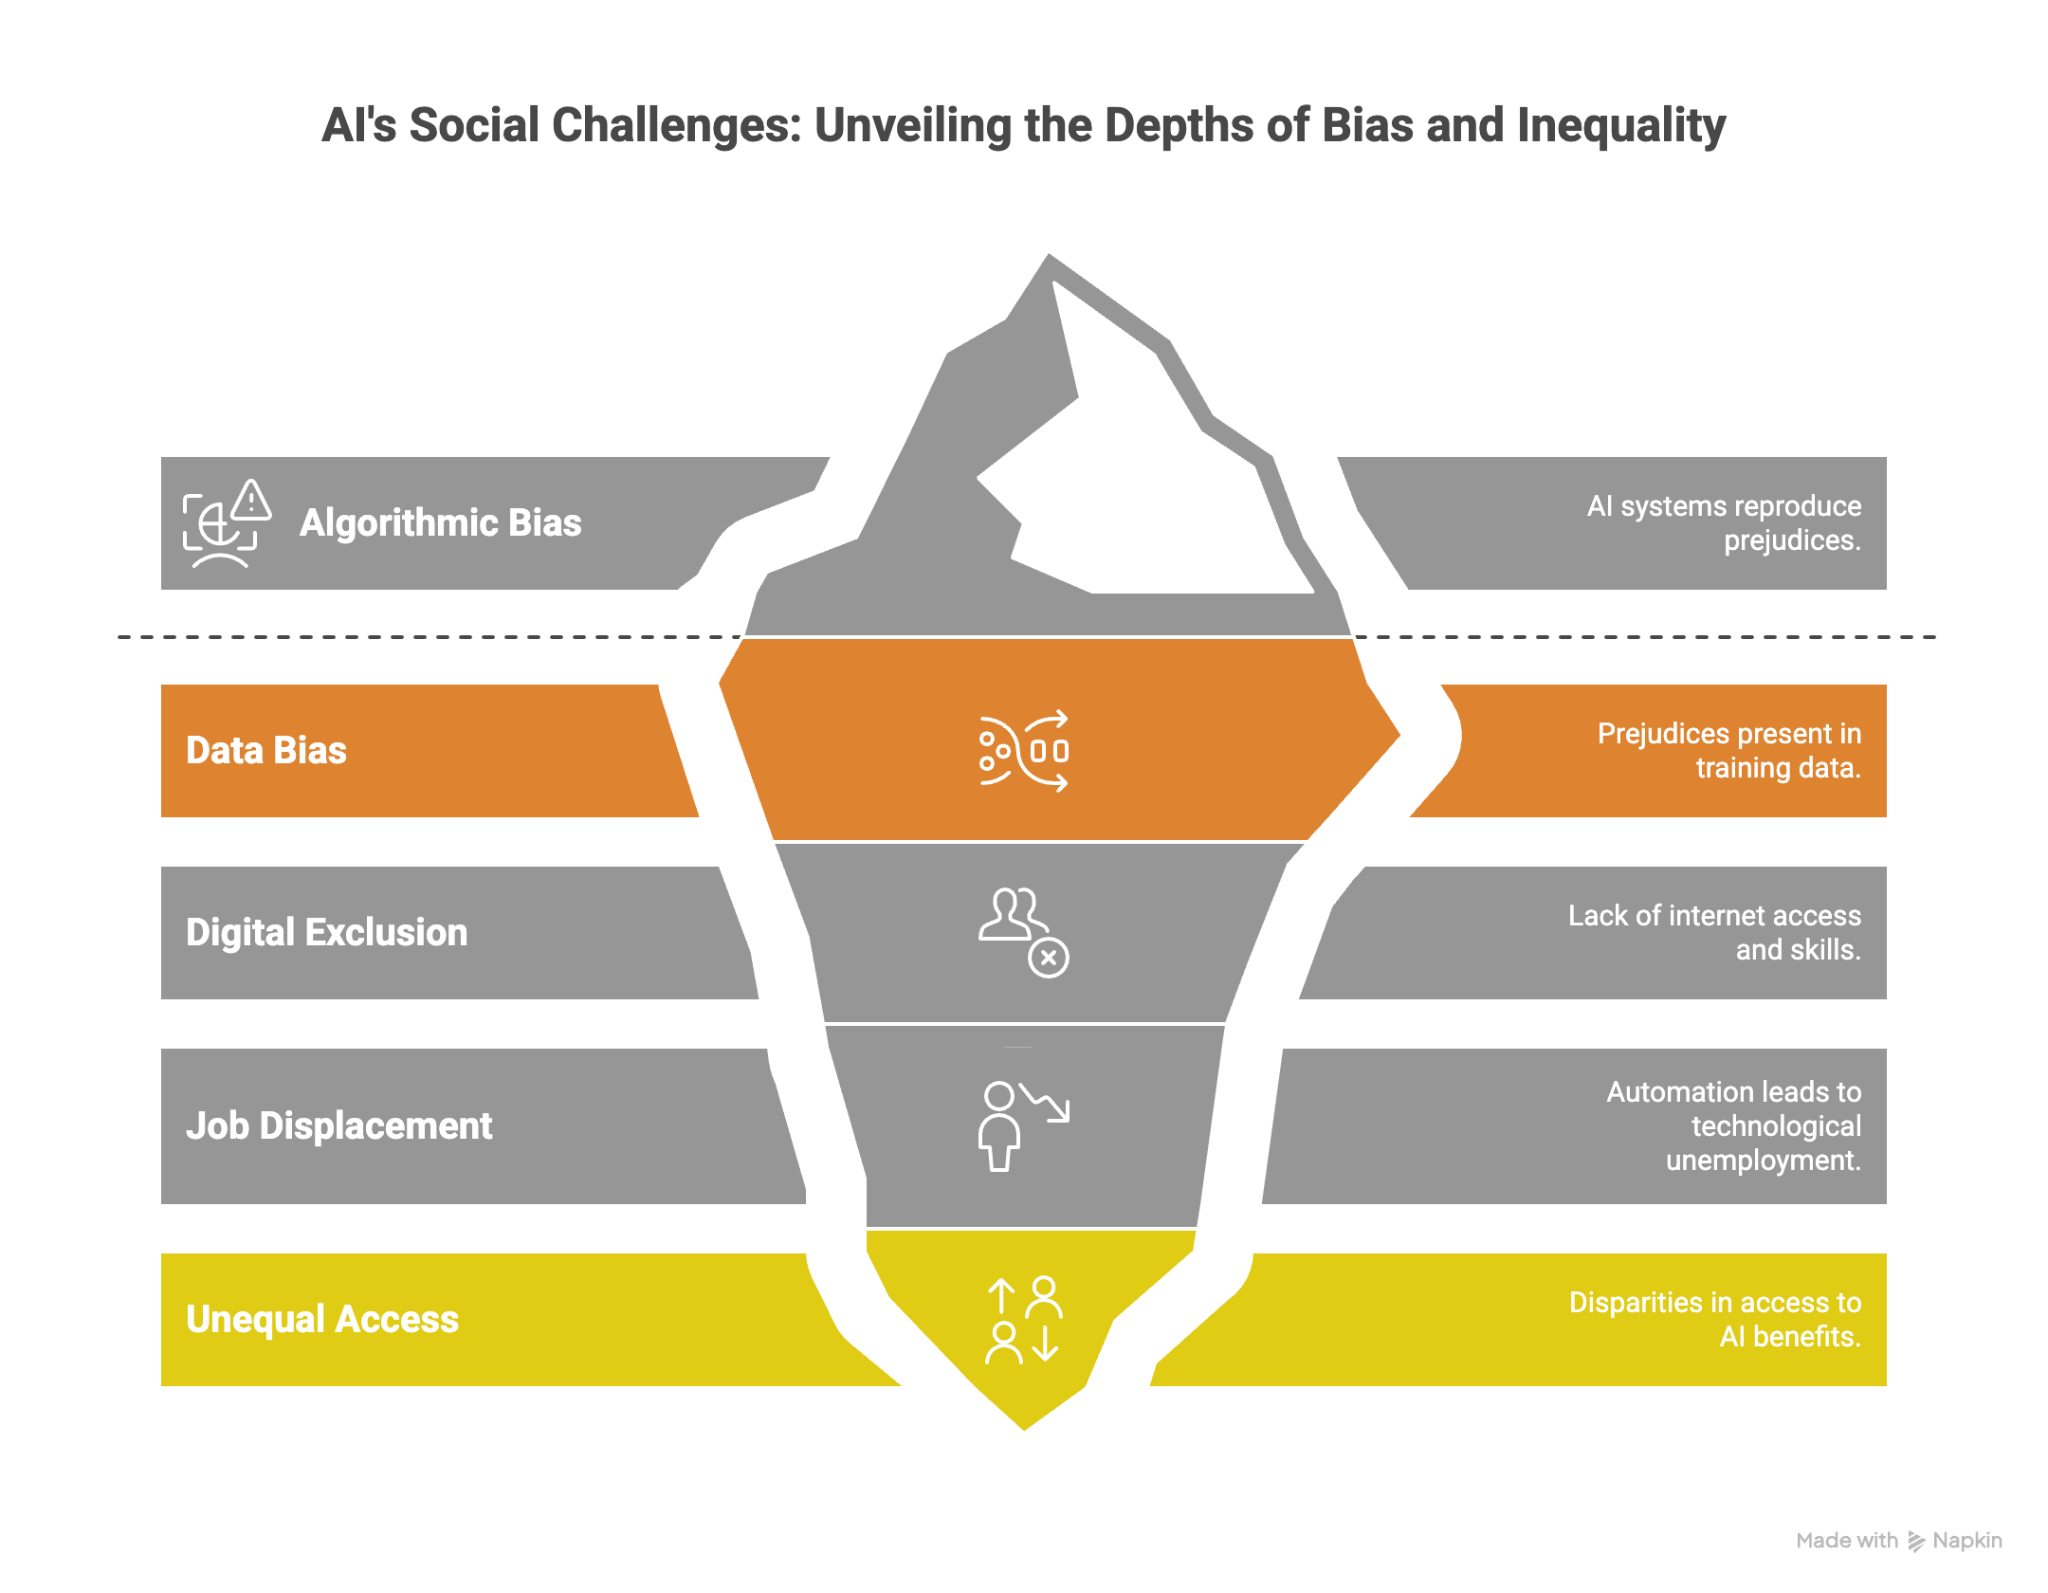 AI's Social Challenges: Unveiling the Depths of Bias and Inequality
Algorithmic Bias
AI systems reproduce
prejudices.
Data Bias
Prejudices present in
training data.
Digital Exclusion
Lack of internet access
and skills.
Job Displacement
Automation leads to
technological
unemployment.
Unequal Access
Disparities in access to
AI benefits.
Made with Napkin